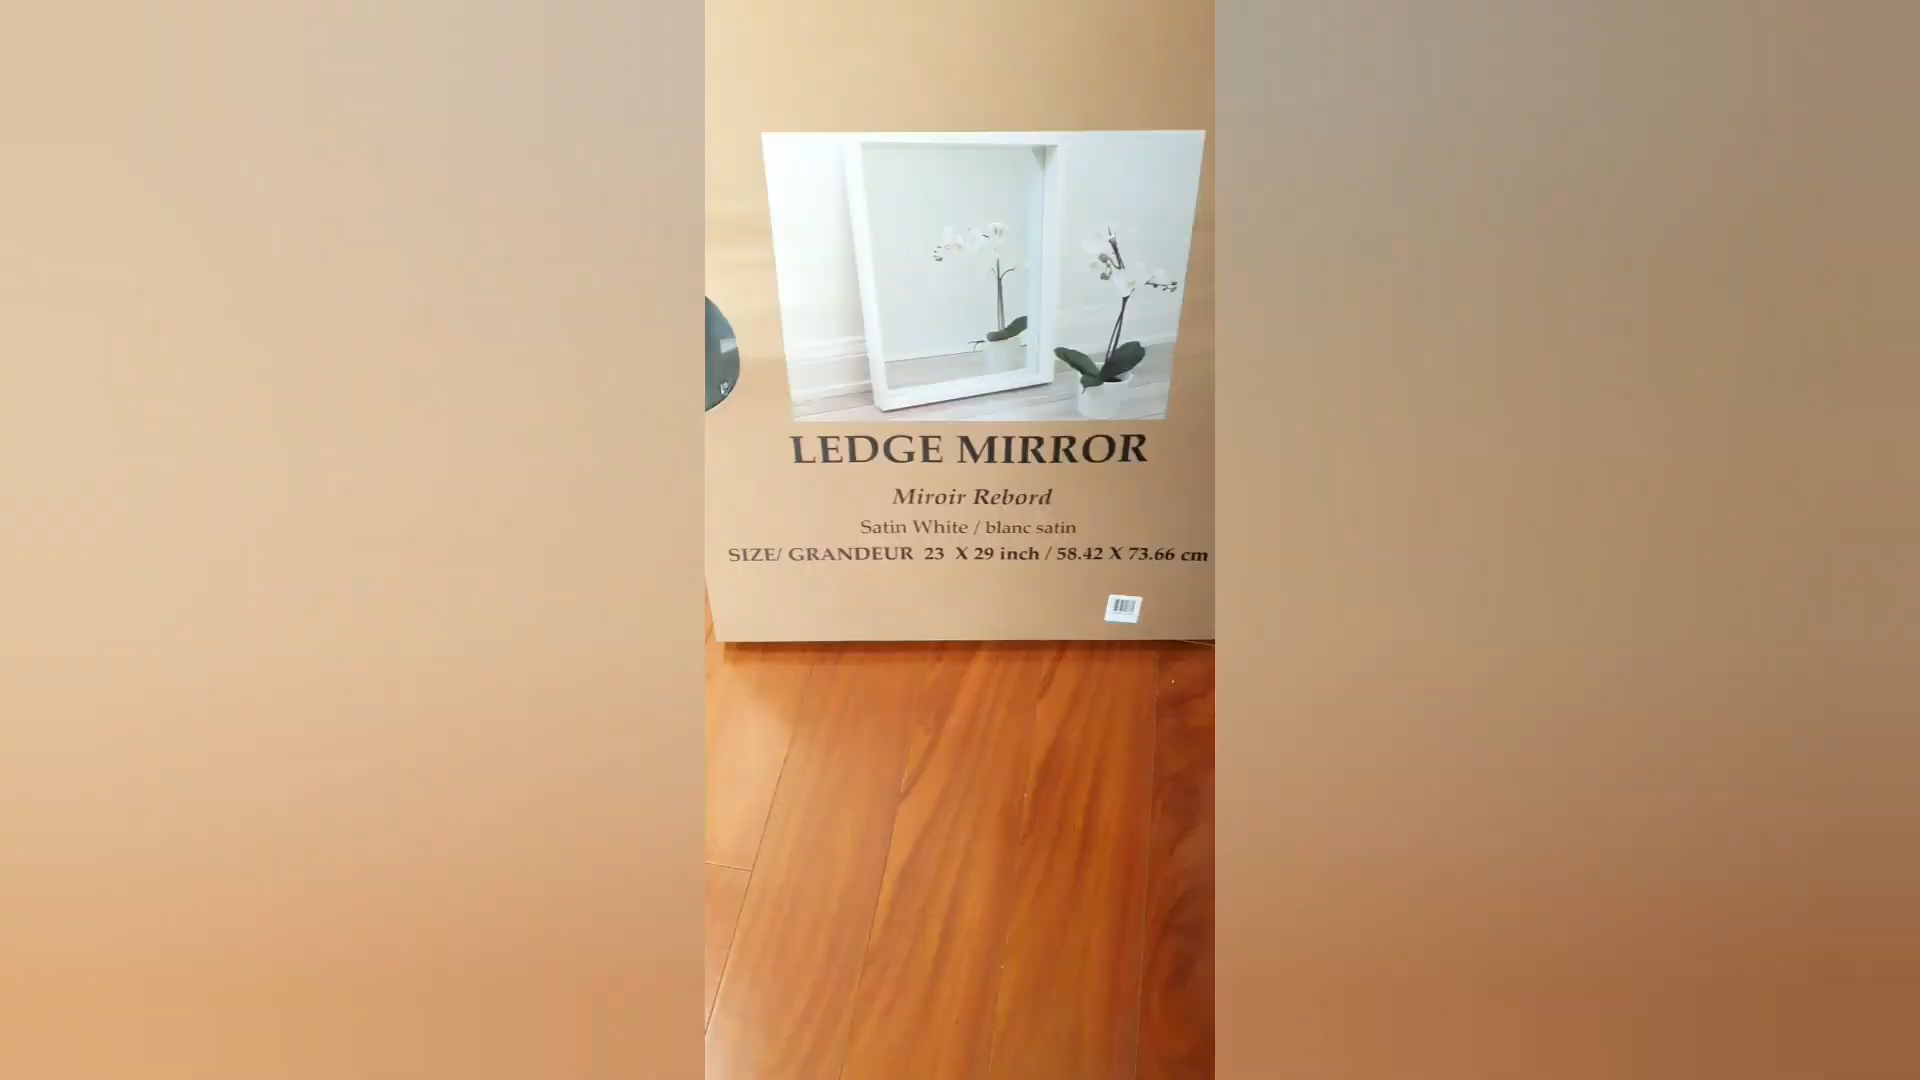 LEDGE MIRROR
Miroir Rebord
Satin White / blanc satin
SIZE/ GRANDEUR 23 X 29 inch / 58.42 X 73.66 cm